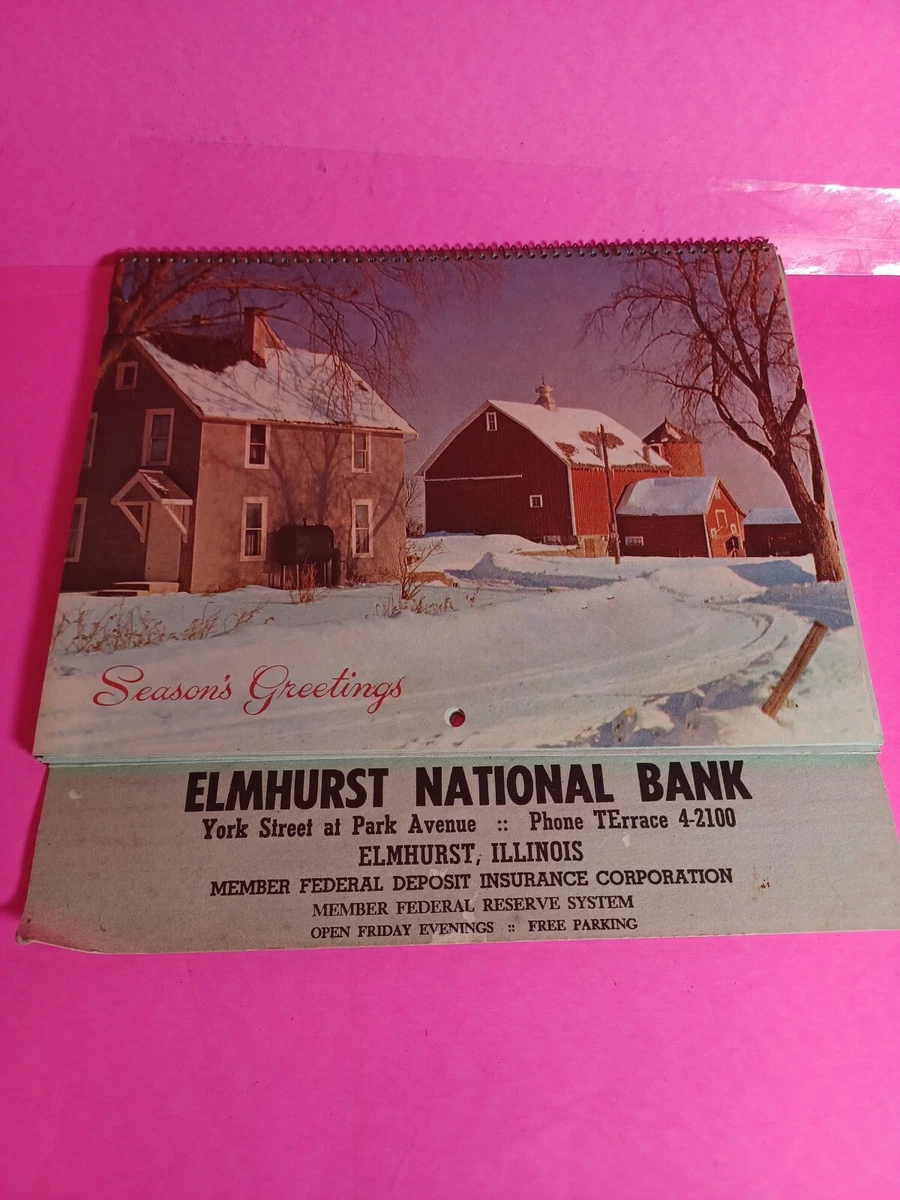 Season's Greetings
ELMHURST NATIONAL BANK
York Street at Park Avenue :: Phone TErrace 4-2100
ELMHURST, ILLINOIS
MEMBER FEDERAL DEPOSIT INSURANCE CORPORATION
MEMBER FEDERAL RESERVE SYSTEM
OPEN FRIDAY EVENINGS :: FREE PARKING